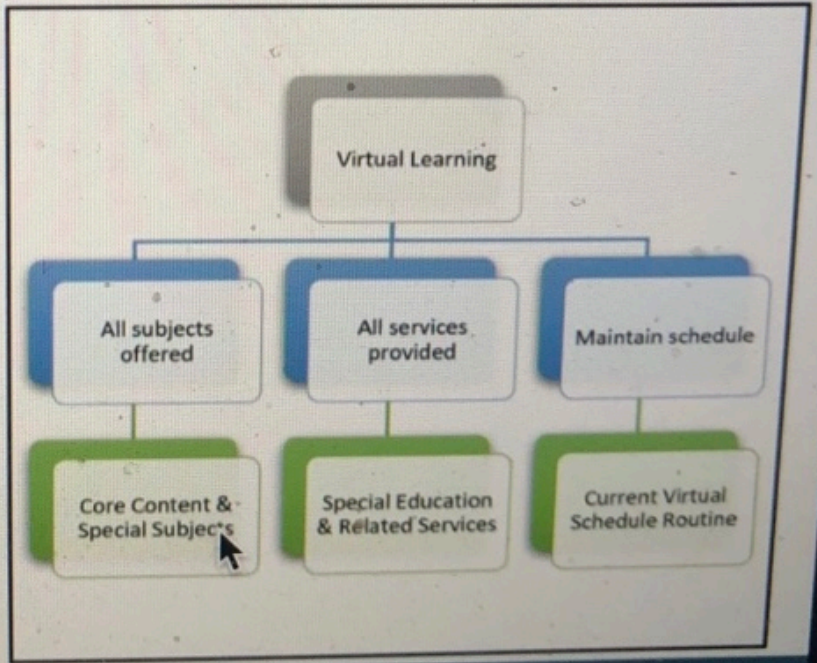 Virtual Learning
All subjects
offered
All services
provided
Maintain schedule
Core Content &
Special Subjects
Special Education
& Related Services
Current Virtual
Schedule Routine